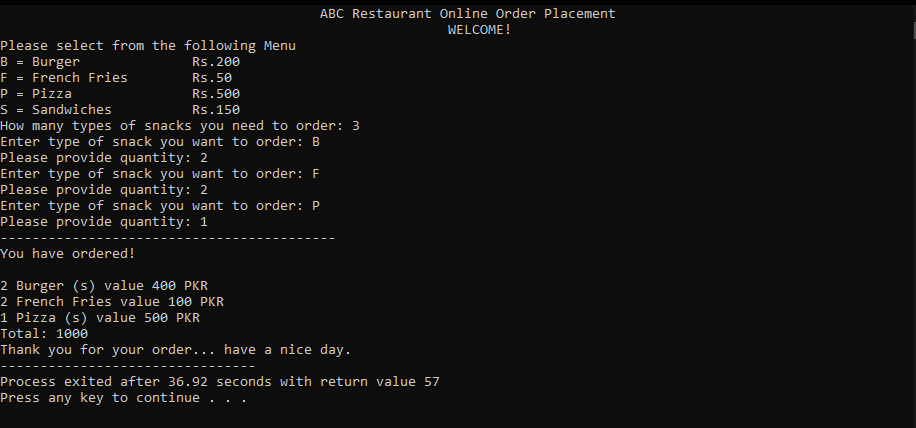 ABC Restaurant Online Order Placement
WELCOME!
Please select from the following Menu
B = Burger Rs.200
F = French Fries Rs.50
P = Pizza Rs.500
S = Sandwiches Rs.150
How many types of snacks you need to order: 3
Enter type of snack you want to order: B
Please provide quantity: 2
Enter type of snack you want to order: F
Please provide quantity: 2
Enter type of snack you want to order: P
Please provide quantity: 1
------------------------------------------
You have ordered!
2 Burger (s) value 400 PKR
2 French Fries value 100 PKR
1 Pizza (s) value 500 PKR
Total: 1000
Thank you for your order... have a nice day.
--------------------------------
Process exited after 36.92 seconds with return value 57
Press any key to continue . . .